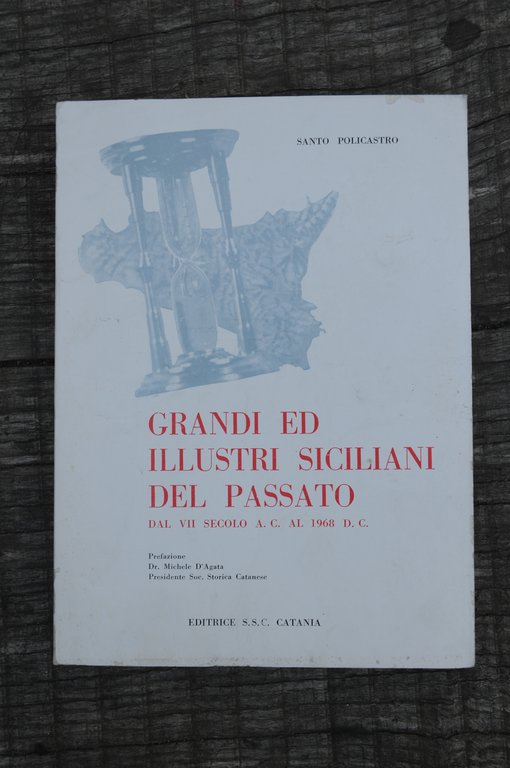 SANTO POLICASTRO
GRANDI ED
ILLUSTRI SICILIANI
DEL PASSATO
DAL VII SECOLO A. C. AL 1968 D. C.
Prefazione
Dr. Michele D'Agata
Presidente Soc. Storica Catanese
EDITRICE S.S.C. CATANIA